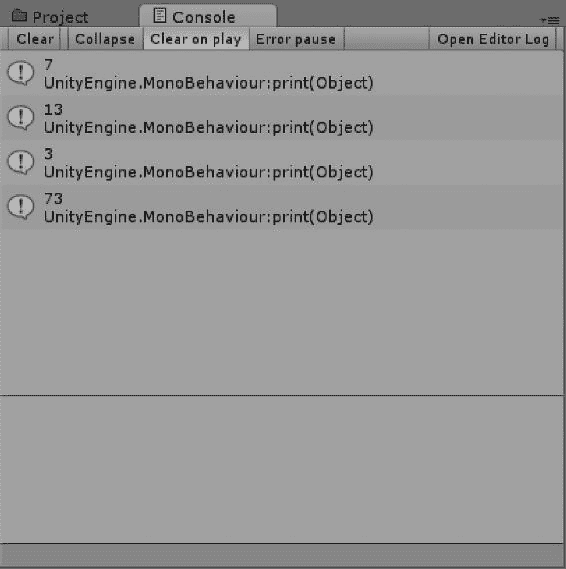 Project Console
Clear Collapse Clear on play Error pause Open Editor Log
7
UnityEngine.MonoBehaviour:print(Object)
13
UnityEngine.MonoBehaviour:print(Object)
3
UnityEngine.MonoBehaviour:print(Object)
73
UnityEngine.MonoBehaviour:print(Object)